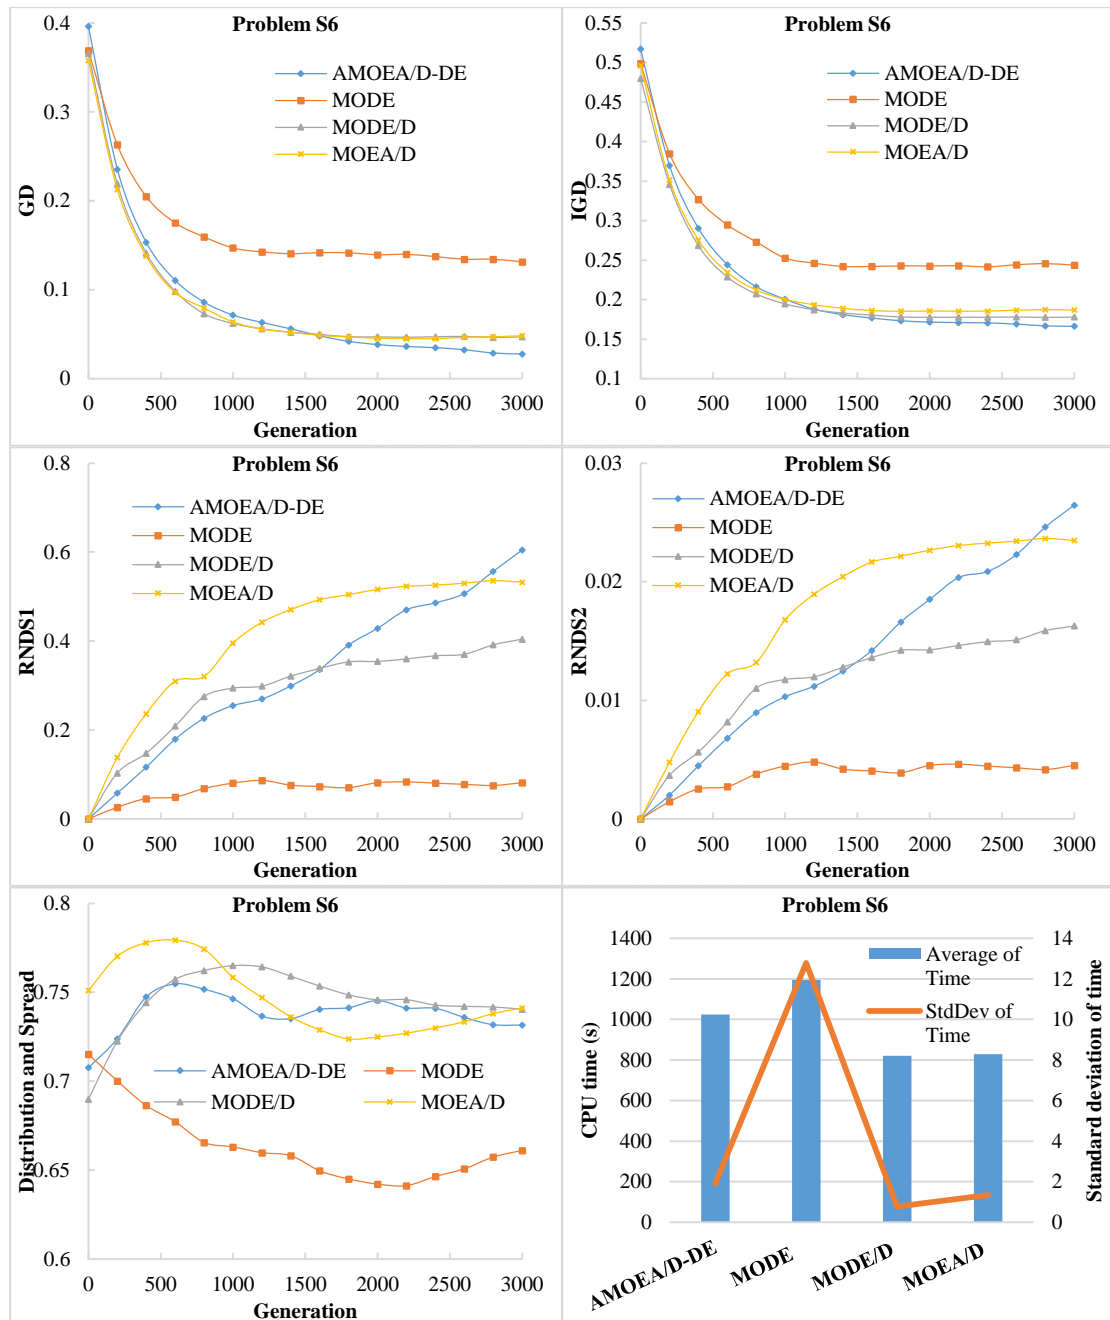 Problem S6
0.4
0.3
0.2
0.1
0
GD
AMOEA/D-DE
MODE
MODE/D
MOEA/D
0 500 1000 1500 2000 2500 3000
Generation
Problem S6
0.55
0.5
0.45
0.4
0.35
0.3
0.25
0.2
0.15
0.1
IGD
AMOEA/D-DE
MODE
MODE/D
MOEA/D
0 500 1000 1500 2000 2500 3000
Generation
Problem S6
0.8
0.6
0.4
0.2
0
RNDS1
AMOEA/D-DE
MODE
MODE/D
MOEA/D
0 500 1000 1500 2000 2500 3000
Generation
Problem S6
0.03
0.02
0.01
0
RNDS2
AMOEA/D-DE
MODE
MODE/D
MOEA/D
0 500 1000 1500 2000 2500 3000
Generation
Problem S6
0.8
0.75
0.7
0.65
0.6
Distribution and Spread
AMOEA/D-DE MODE
MODE/D MOEA/D
0 500 1000 1500 2000 2500 3000
Generation
Problem S6
1400
1200
1000
800
600
400
200
0
CPU time (s)
Average of
Time
StdDev of
Time
14
12
10
8
6
4
2
0
Standard deviation of time
AMOEA/D-DE
MODE
MODE/D
MOEA/D